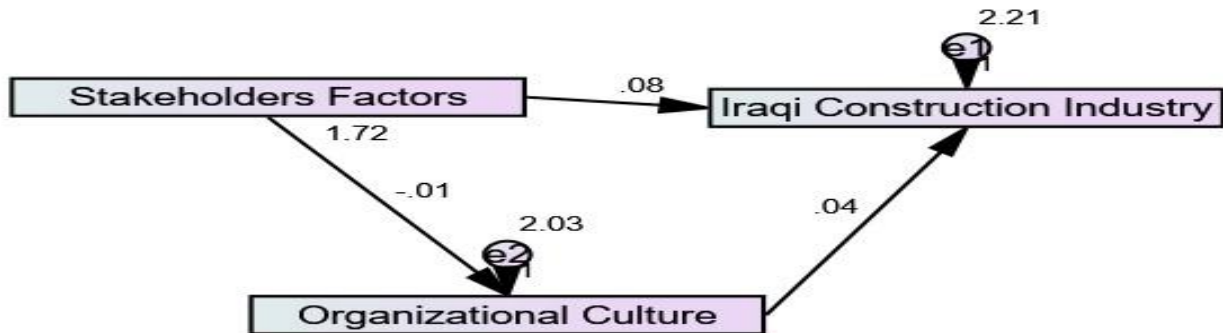 2.21
e1
1
Stakeholders Factors
.08
Iraqi Construction Industry
1.72
-.01
.04
2.03
e2
1
Organizational Culture